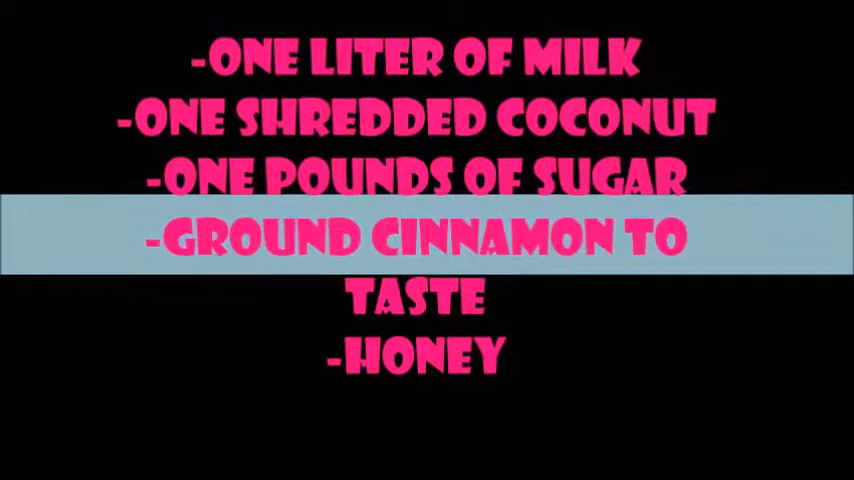 -ONE LITER OF MILK
-ONE SHREDDED COCONUT
-ONE POUNDS OF SUGAR
-GROUND CINNAMON TO
TASTE
-HONEY